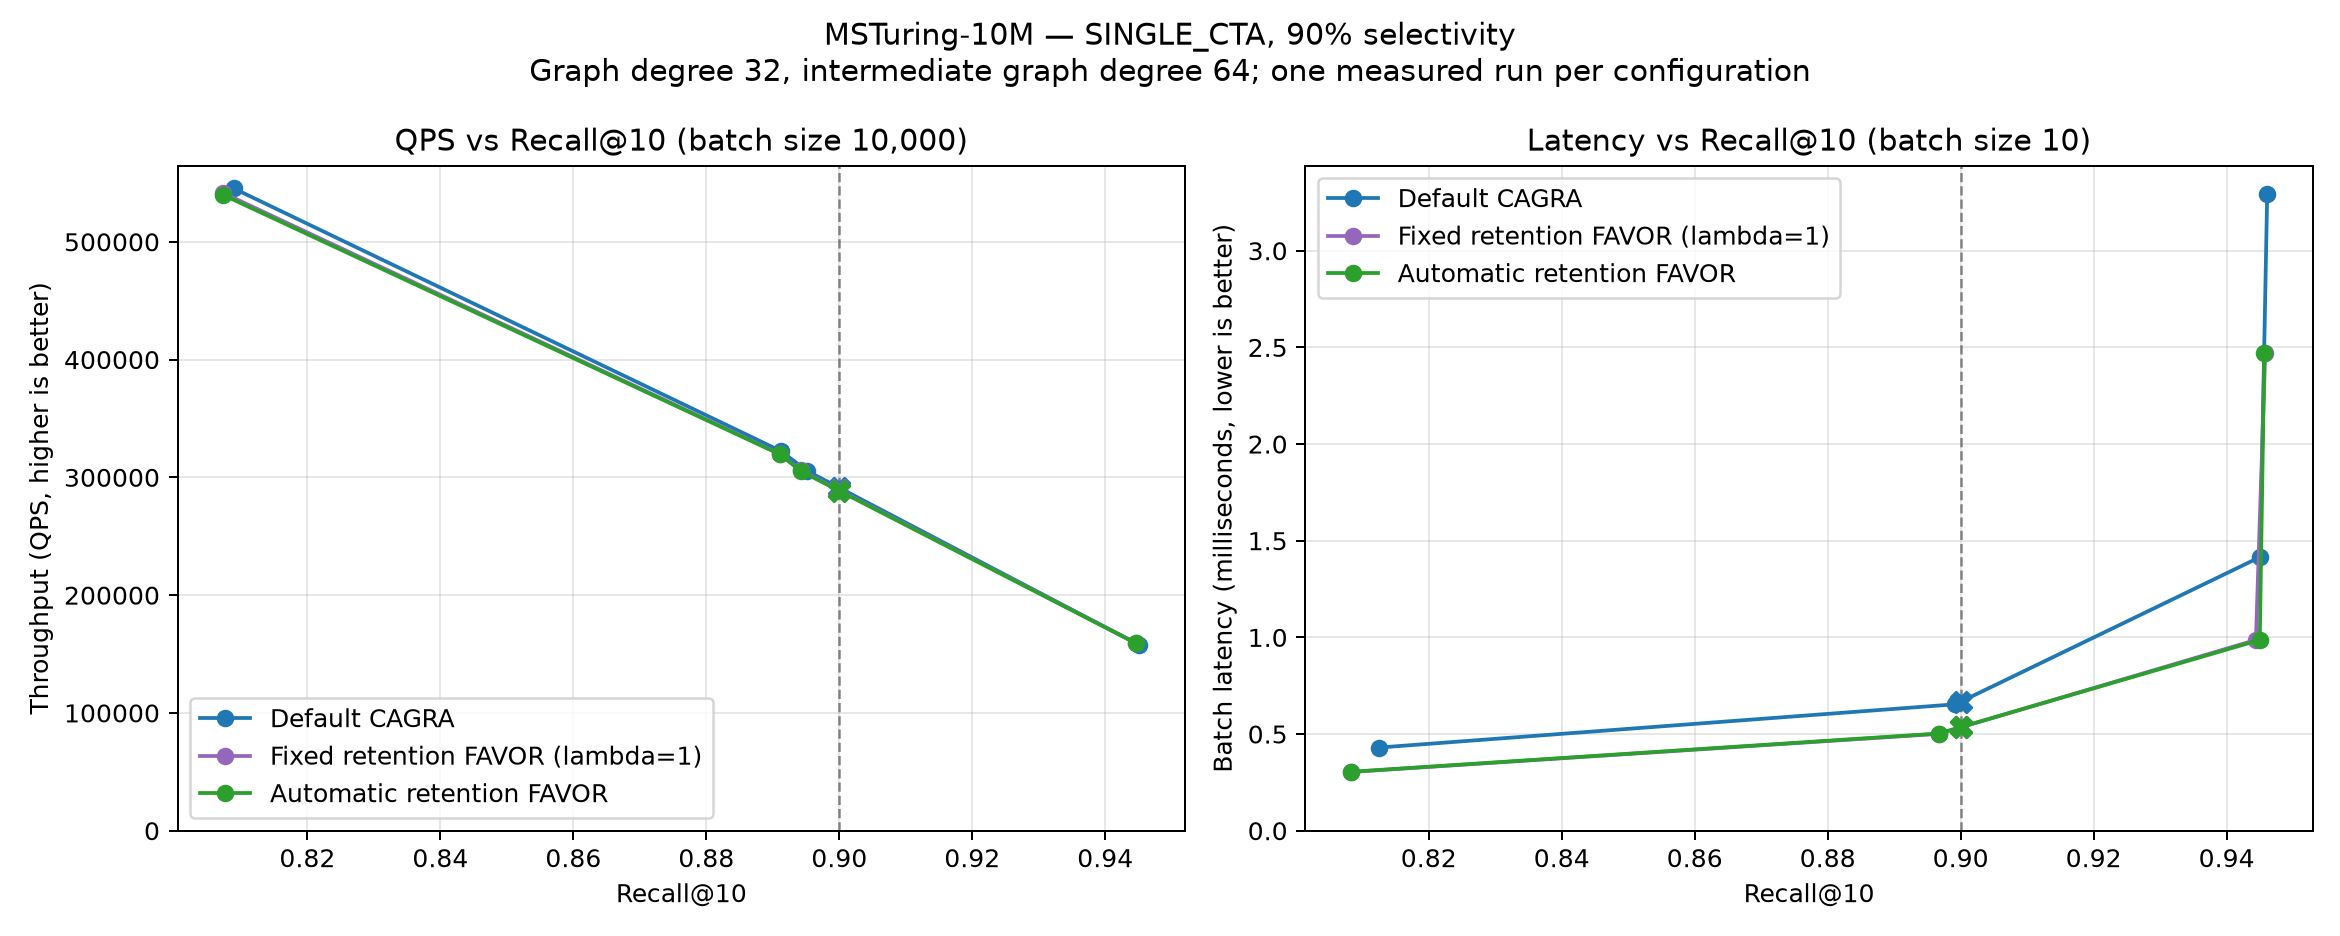 MSTuring-10M — SINGLE_CTA, 90% selectivity
Graph degree 32, intermediate graph degree 64; one measured run per configuration
QPS vs Recall@10 (batch size 10,000)
Throughput (QPS, higher is better)
500000
400000
300000
200000
100000
0
Default CAGRA
Fixed retention FAVOR (lambda=1)
Automatic retention FAVOR
0.82
0.84
0.86
0.88
0.90
0.92
0.94
Recall@10
Latency vs Recall@10 (batch size 10)
Batch latency (milliseconds, lower is better)
3.0
2.5
2.0
1.5
1.0
0.5
0.0
Default CAGRA
Fixed retention FAVOR (lambda=1)
Automatic retention FAVOR
0.82
0.84
0.86
0.88
0.90
0.92
0.94
Recall@10